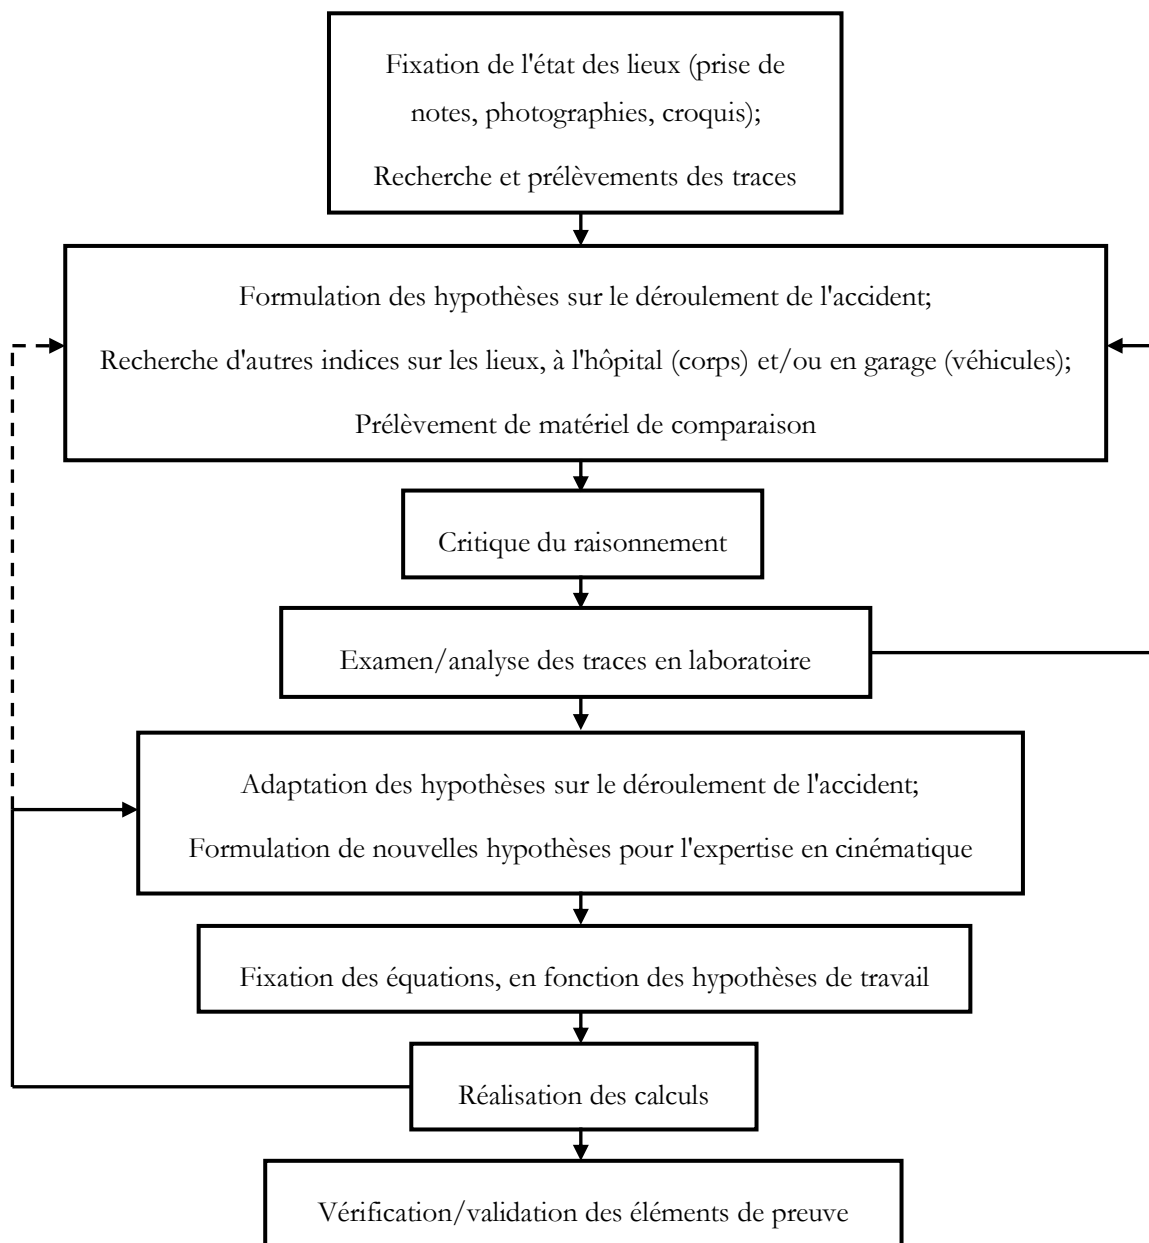 Fixation de l'état des lieux (prise de
notes, photographies, croquis);
Recherche et prélèvements des traces
Formulation des hypothèses sur le déroulement de l'accident;
Recherche d'autres indices sur les lieux, à l'hôpital (corps) et/ou en garage (véhicules);
Prélèvement de matériel de comparaison
Critique du raisonnement
Examen/analyse des traces en laboratoire
Adaptation des hypothèses sur le déroulement de l'accident;
Formulation de nouvelles hypothèses pour l'expertise en cinématique
Fixation des équations, en fonction des hypothèses de travail
Réalisation des calculs
Vérification/validation des éléments de preuve